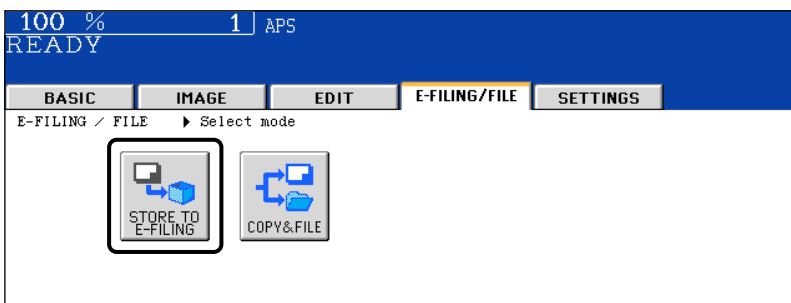 100 % 1 APS
READY
BASIC IMAGE EDIT E-FILING/FILE SETTINGS
E-FILING / FILE ▶ Select mode
STORE TO
E-FILING
COPY&FILE